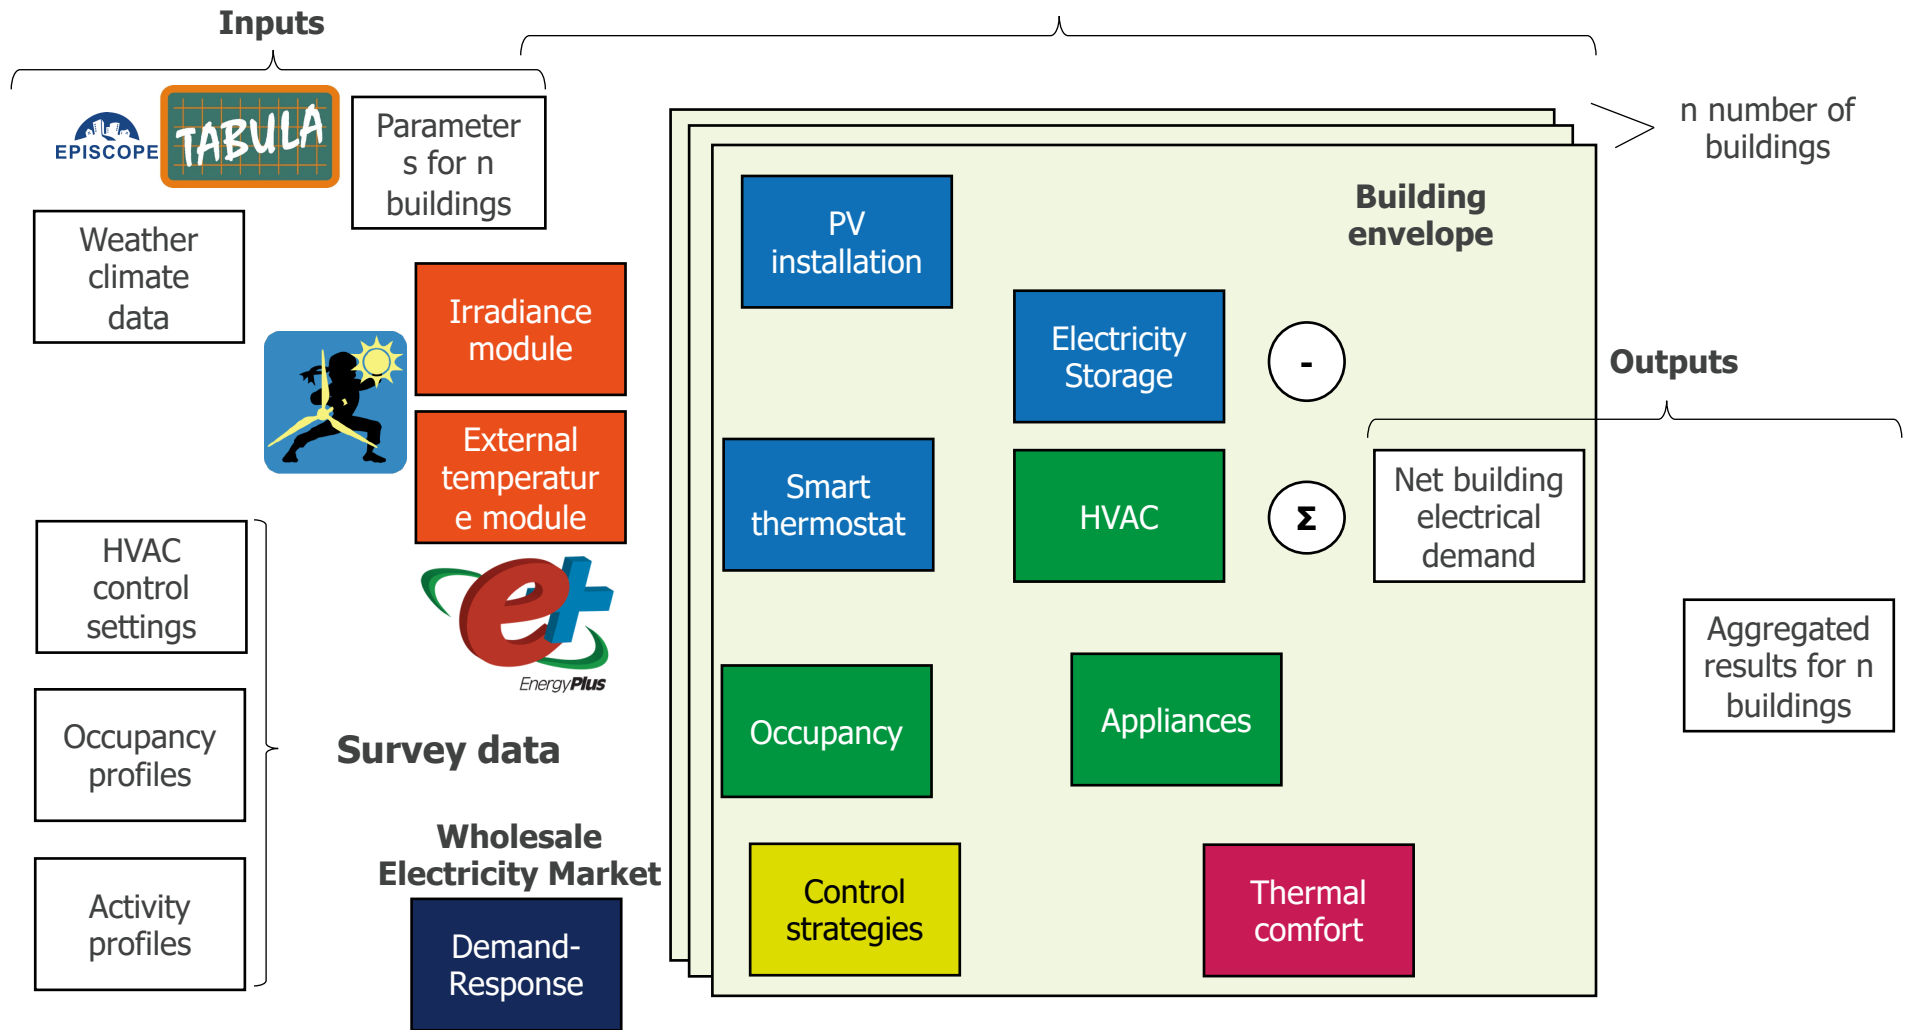 Inputs
EPISCOPE
TABULA
Parameter
s for n
buildings
Weather
climate
data
Irradiance
module
External
temperatur
e module
HVAC
control
settings
e+
EnergyPlus
Occupancy
profiles
Survey data
Activity
profiles
Wholesale
Electricity Market
Demand-
Response
n number of
buildings
Building
envelope
PV
installation
Electricity
Storage
-
Smart
thermostat
HVAC
Σ
Occupancy
Appliances
Control
strategies
Thermal
comfort
Outputs
Net building
electrical
demand
Aggregated
results for n
buildings